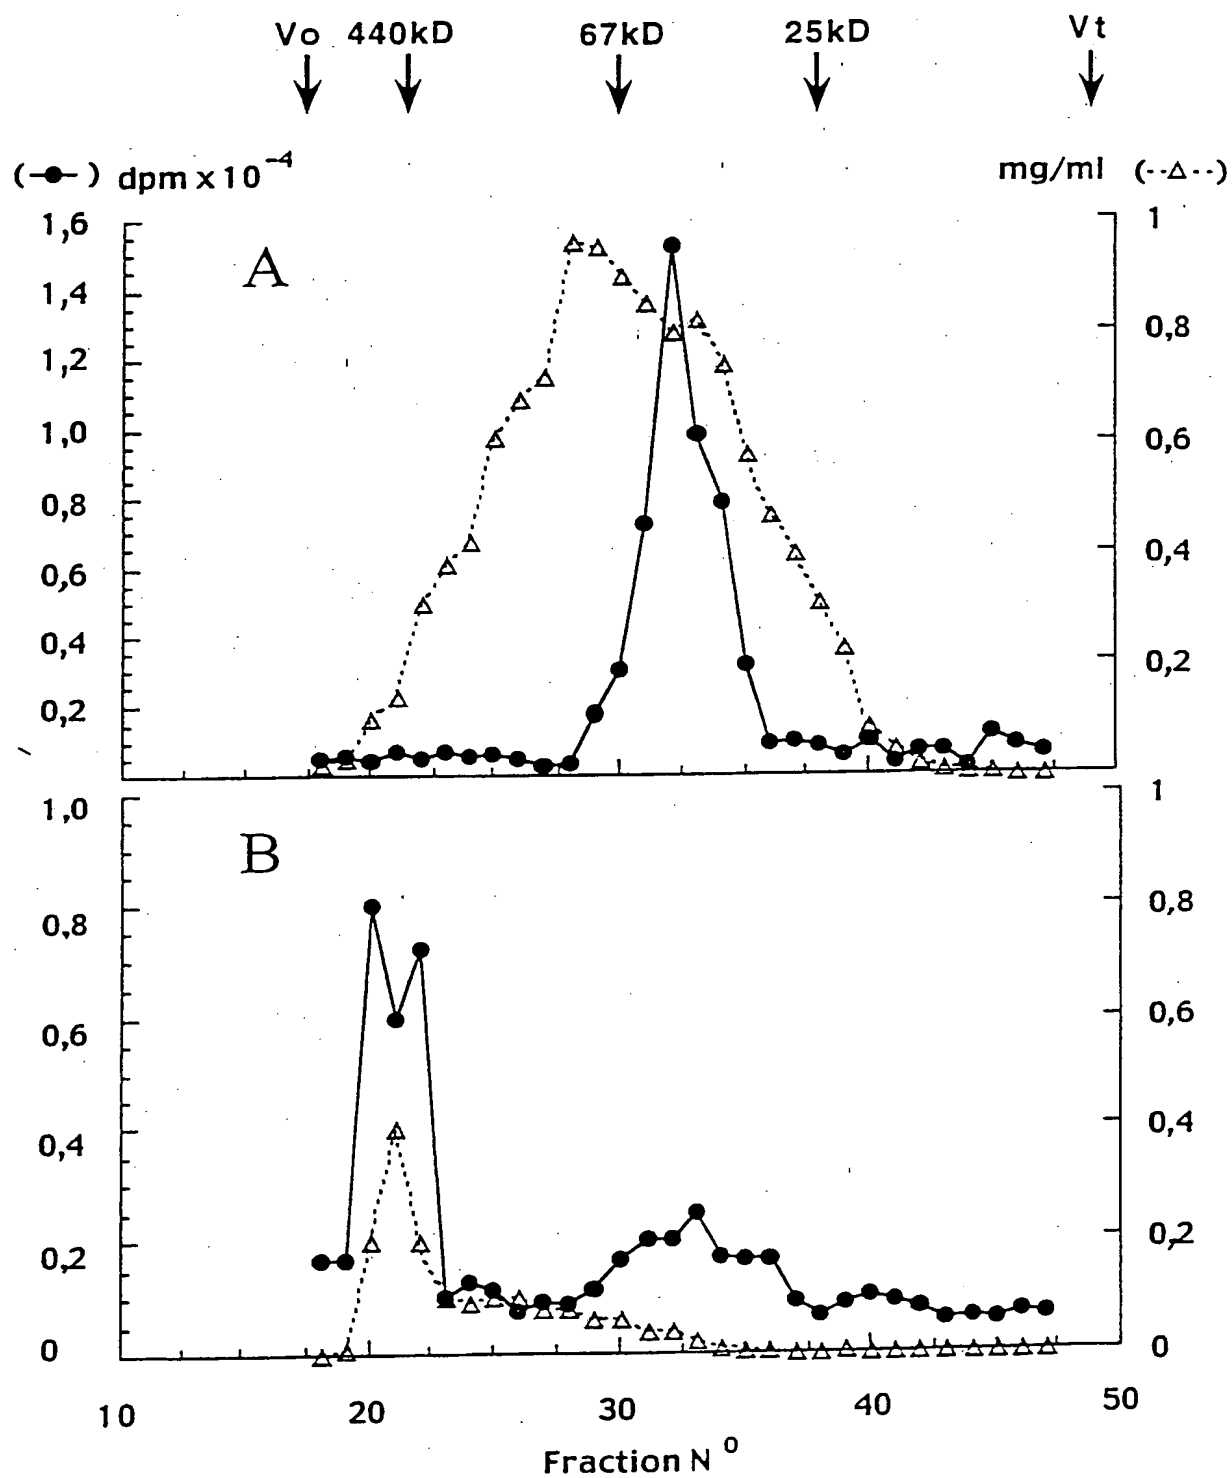 Vo 440kD 67kD 25kD Vt
(-●-) dpm x 10⁻⁴ mg/ml (--△--)
1,6 1
A
1,4
0,8
1,2
1,0 0,6
0,8
0,4
0,6
0,4 0,2
0,2
1,0 1
B
0,8 0,8
0,6 0,6
0,4 0,4
0,2 0,2
0 0
10 20 30 40 50
Fraction N°